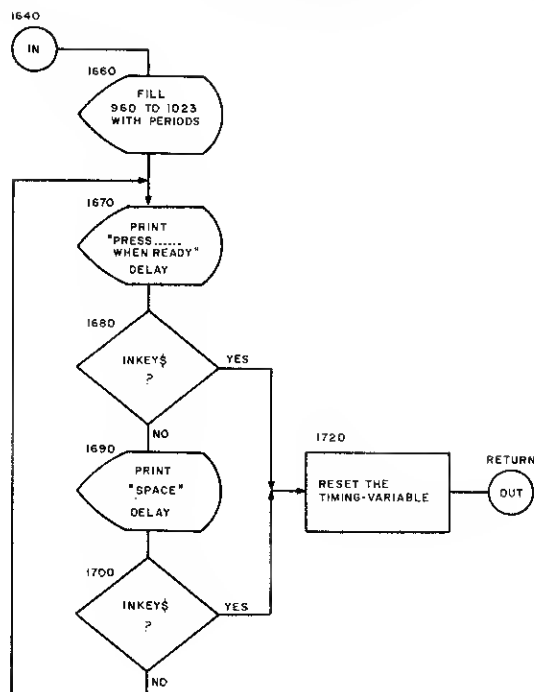 1640
IN
1660
FILL
960 TO 1023
WITH PERIODS
1670
PRINT
"PRESS......
WHEN READY"
DELAY
1680
INKEY$
?
YES
NO
1690
PRINT
"SPACE"
DELAY
1700
INKEY$
?
YES
NO
1720
RESET THE
TIMING-VARIABLE
RETURN
OUT